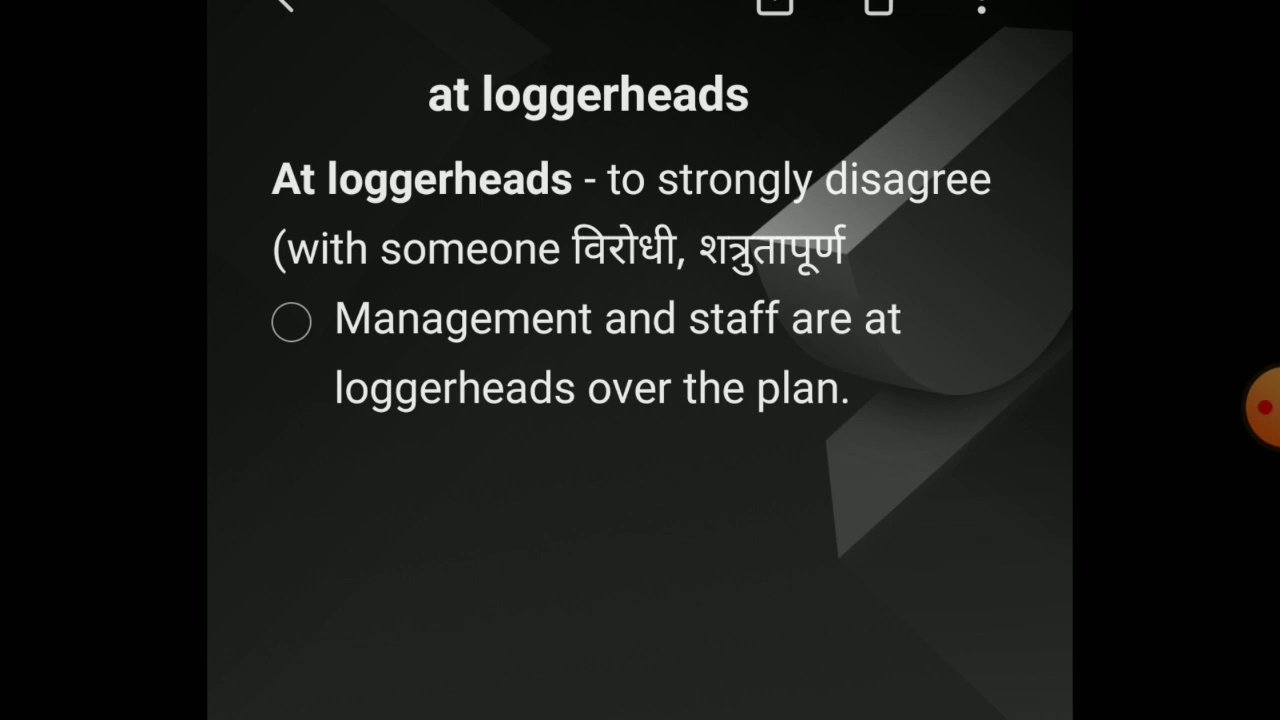 at loggerheads
At loggerheads - to strongly disagree
(with someone विरोधी, शत्रुतापूर्ण
Management and staff are at
loggerheads over the plan.